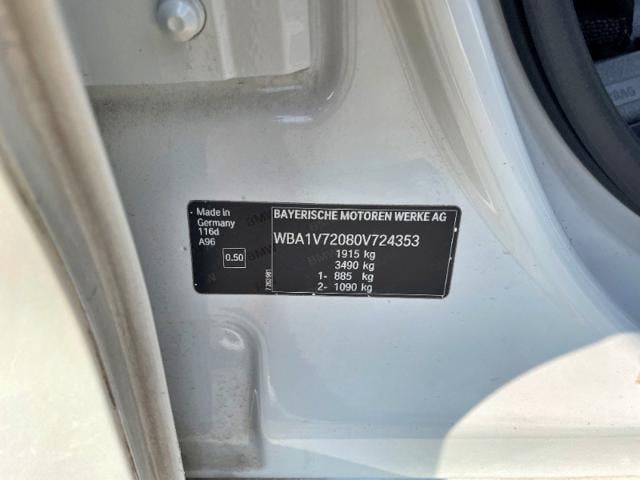 Made in
Germany
116d
A96
0.50
BAYERISCHE MOTOREN WERKE AG
WBA1V72080V724353
1915 kg
3490 kg
1- 885 kg
2- 1090 kg